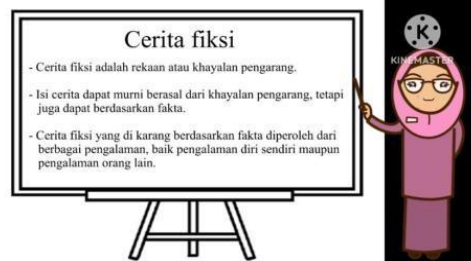 Cerita fiksi
- Cerita fiksi adalah rekaan atau khayalan pengarang.
- Isi cerita dapat murni berasal dari khayalan pengarang, tetapi
juga dapat berdasarkan fakta.
- Cerita fiksi yang di karang berdasarkan fakta diperoleh dari
berbagai pengalaman, baik pengalaman diri sendiri maupun
pengalaman orang lain.
K
KINEMASTER